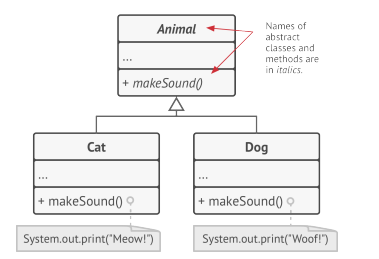 Animal
...
+ makeSound()
Names of
abstract
classes and
methods are
in italics.
Cat
...
+ makeSound()
System.out.print("Meow!")
Dog
...
+ makeSound()
System.out.print("Woof!")